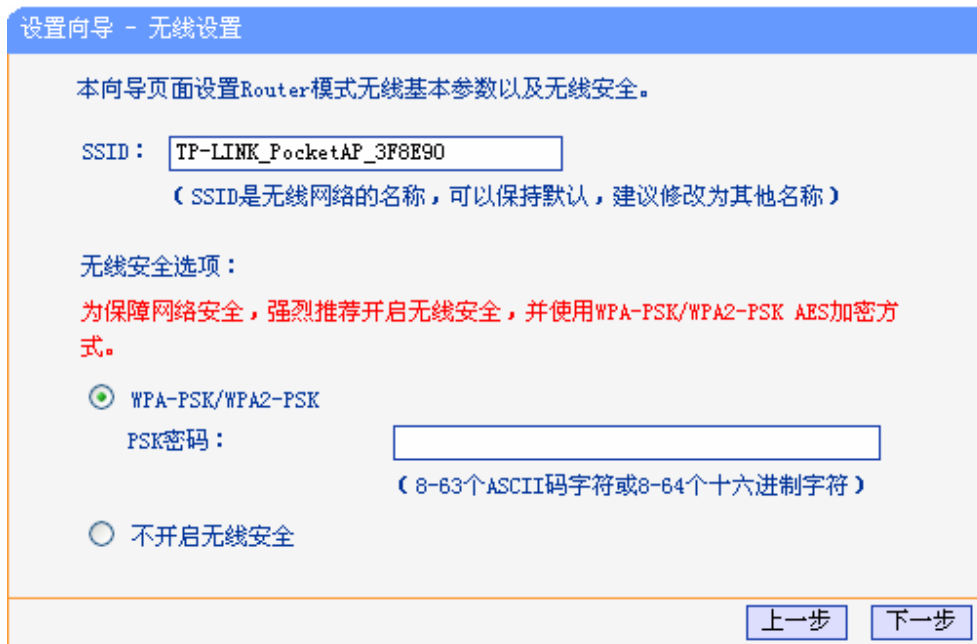 设置向导 - 无线设置
本向导页面设置Router模式无线基本参数以及无线安全。
SSID： TP-LINK_PocketAP_3F8E90
（SSID是无线网络的名称，可以保持默认，建议修改为其他名称）
无线安全选项：
为保障网络安全，强烈推荐开启无线安全，并使用WPA-PSK/WPA2-PSK AES加密方
式。
WPA-PSK/WPA2-PSK
PSK密码：
（8-63个ASCII码字符或8-64个十六进制字符）
不开启无线安全
上一步 下一步